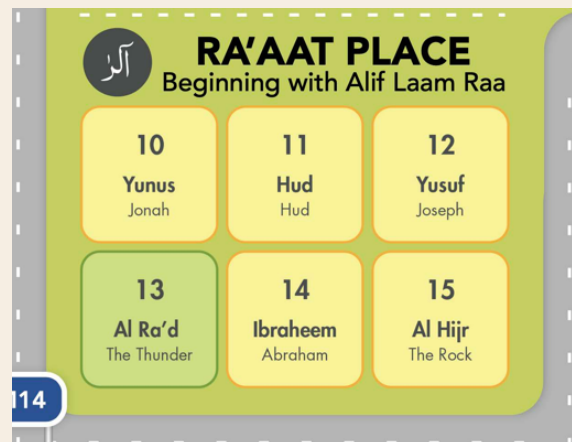 الٓرٰ
RA'AAT PLACE
Beginning with Alif Laam Raa
10
Yunus
Jonah
11
Hud
Hud
12
Yusuf
Joseph
13
Al Ra'd
The Thunder
14
Ibraheem
Abraham
15
Al Hijr
The Rock
114